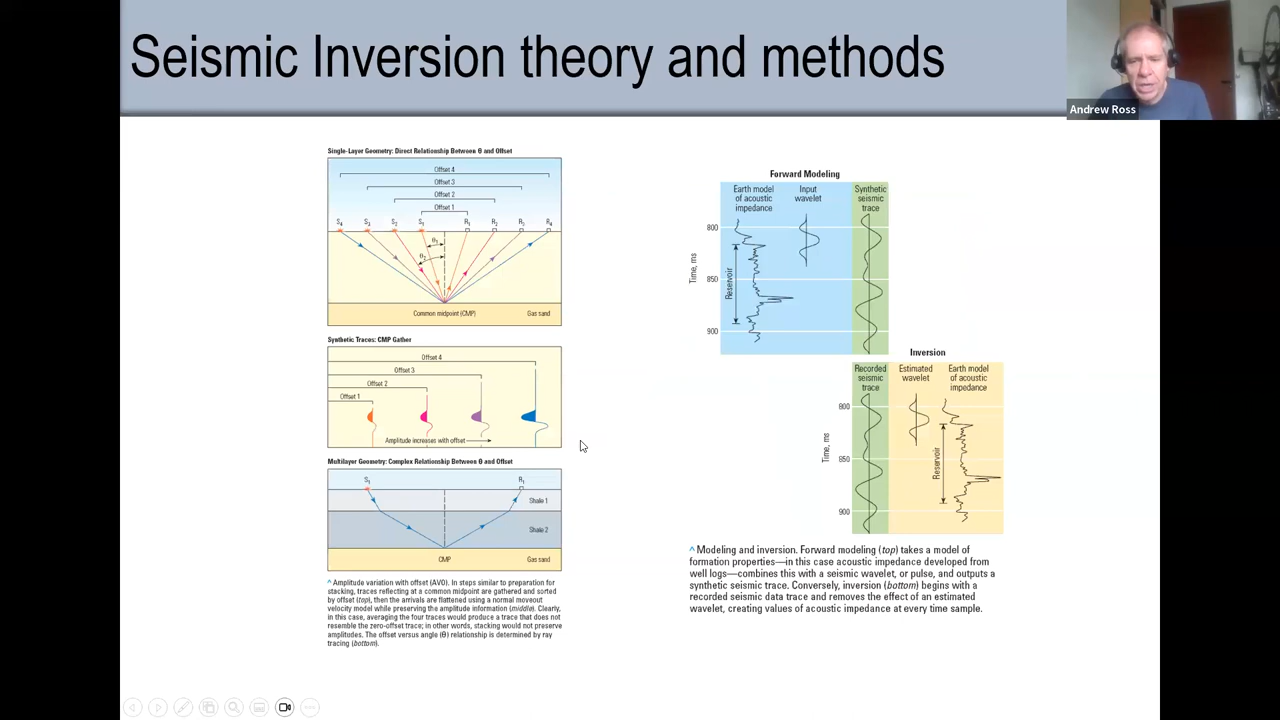 Seismic Inversion theory and methods
Andrew Ross
Single-Layer Geometry: Direct Relationship Between θ and Offset
Offset 4
Offset 3
Offset 2
Offset 1
S4 S3 S2 S1 R1 R2 R3 R4
θ1
θ2
Common midpoint (CMP) Gas sand
Synthetic Traces: CMP Gather
Offset 4
Offset 3
Offset 2
Offset 1
Amplitude increases with offset
Multilayer Geometry: Complex Relationship Between θ and Offset
S1 R1
Shale 1
Shale 2
CMP Gas sand
^ Amplitude variation with offset (AVO). In steps similar to preparation for
stacking, traces reflecting at a common midpoint are gathered and sorted
by offset (top), then the arrivals are flattened using a normal moveout
velocity model while preserving the amplitude information (middle). Clearly,
in this case, averaging the four traces would produce a trace that does not
resemble the zero-offset trace; in other words, stacking would not preserve
amplitudes. The offset versus angle (θ) relationship is determined by ray
tracing (bottom).
Forward Modeling
Earth model
of acoustic
impedance
Input
wavelet
Synthetic
seismic
trace
800
850
900
Time, ms
Reservoir
Inversion
Recorded
seismic
trace
Estimated
wavelet
Earth model
of acoustic
impedance
800
850
900
Time, ms
Reservoir
^ Modeling and inversion. Forward modeling (top) takes a model of
formation properties—in this case acoustic impedance developed from
well logs—combines this with a seismic wavelet, or pulse, and outputs a
synthetic seismic trace. Conversely, inversion (bottom) begins with a
recorded seismic data trace and removes the effect of an estimated
wavelet, creating values of acoustic impedance at every time sample.